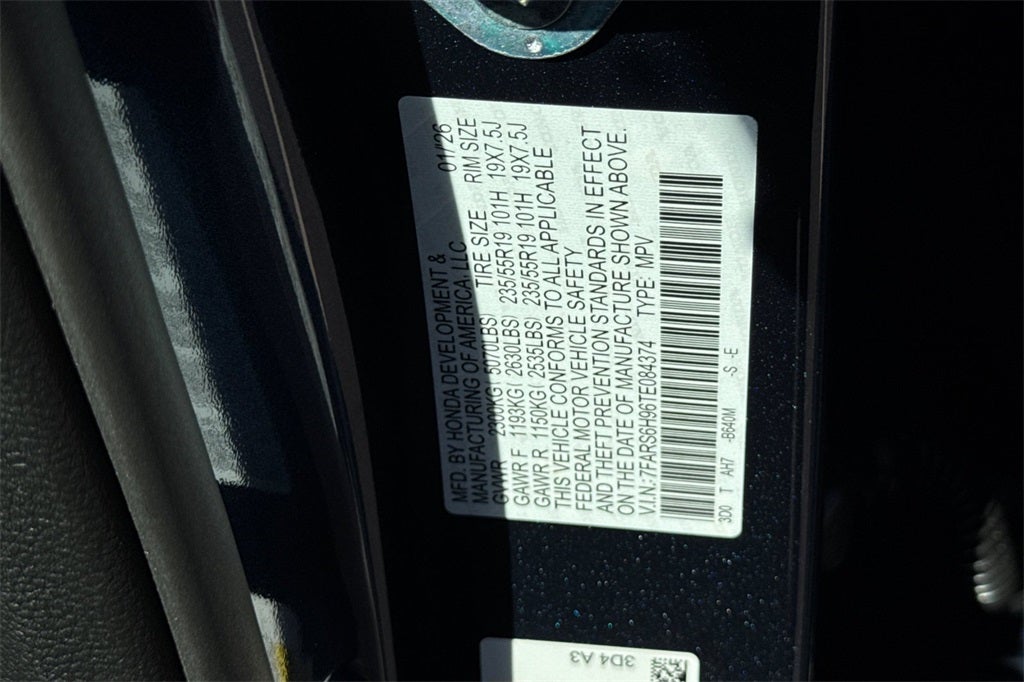 MFD. BY HONDA DEVELOPMENT &
MANUFACTURING OF AMERICA, LLC 01/'26
GVWR 2300KG( 5070LBS) TIRE SIZE RIM SIZE
GAWR F 1193KG( 2630LBS) 235/55R19 101H 19X7.5J
GAWR R 1150KG( 2535LBS) 235/55R19 101H 19X7.5J
THIS VEHICLE CONFORMS TO ALL APPLICABLE
FEDERAL MOTOR VEHICLE SAFETY
AND THEFT PREVENTION STANDARDS IN EFFECT
ON THE DATE OF MANUFACTURE SHOWN ABOVE.
V.I.N.:7FARS6H96TE084374 TYPE: MPV
3D0 T AH7 -B640M -S -E
3D4 A3